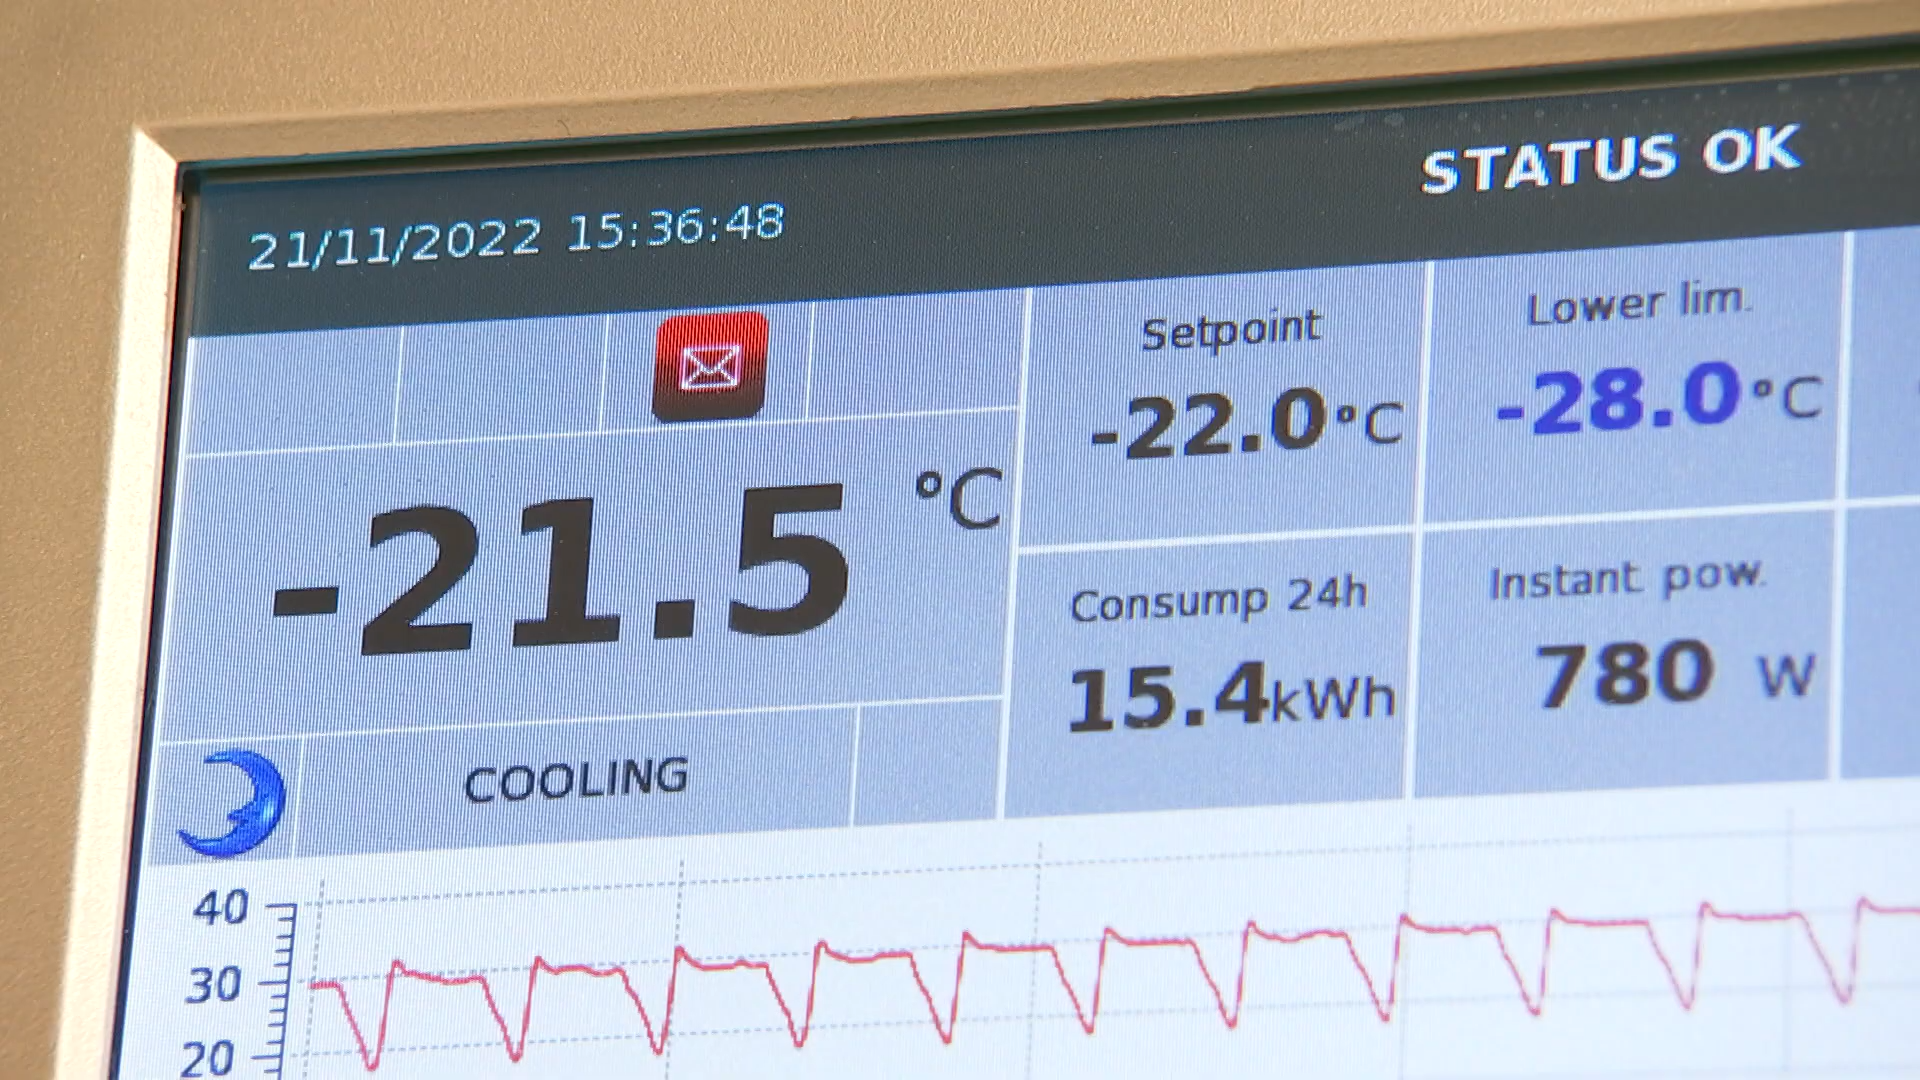 STATUS OK
21/11/2022 15:36:48
Setpoint
-22.0°C
Lower lim.
-28.0°C
-21.5 °C
Consump 24h
15.4kWh
Instant pow.
780 W
COOLING
40
30
20